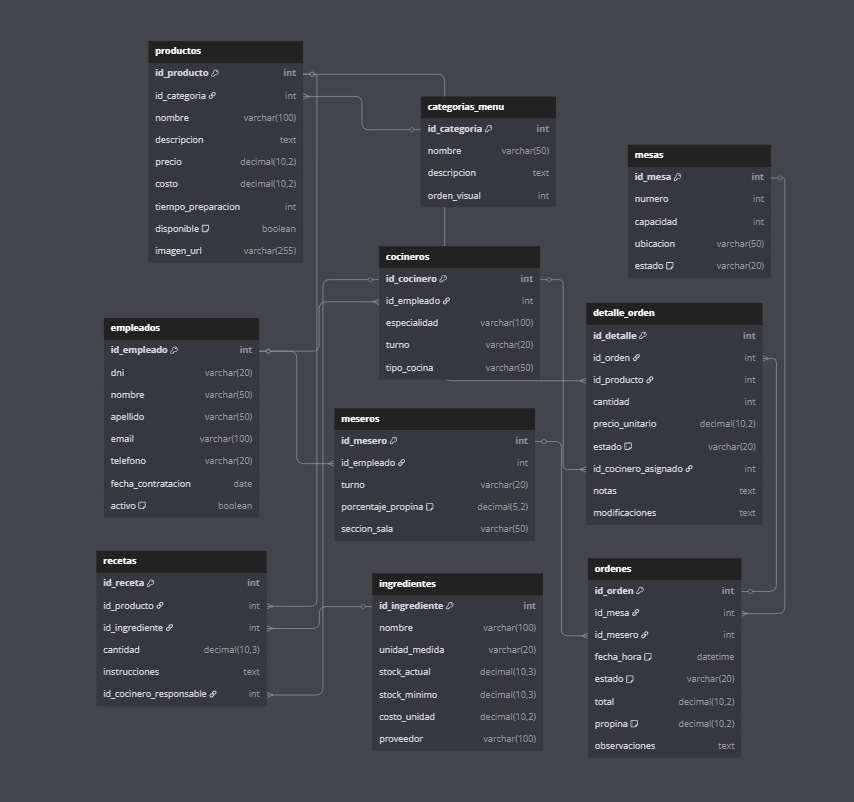 productos
id_producto int
id_categoria int
nombre varchar(100)
descripcion text
precio decimal(10,2)
costo decimal(10,2)
tiempo_preparacion int
disponible boolean
imagen_url varchar(255)
categorias_menu
id_categoria int
nombre varchar(50)
descripcion text
orden_visual int
mesas
id_mesa int
numero int
capacidad int
ubicacion varchar(50)
estado varchar(20)
cocineros
id_cocinero int
id_empleado int
especialidad varchar(100)
turno varchar(20)
tipo_cocina varchar(50)
detalle_orden
id_detalle int
id_orden int
id_producto int
cantidad int
precio_unitario decimal(10,2)
estado varchar(20)
id_cocinero_asignado int
notas text
modificaciones text
empleados
id_empleado int
dni varchar(20)
nombre varchar(50)
apellido varchar(50)
email varchar(100)
telefono varchar(20)
fecha_contratacion date
activo boolean
meseros
id_mesero int
id_empleado int
turno varchar(20)
porcentaje_propina decimal(5,2)
seccion_sala varchar(50)
recetas
id_receta int
id_producto int
id_ingrediente int
cantidad decimal(10,3)
instrucciones text
id_cocinero_responsable int
ingredientes
id_ingrediente int
nombre varchar(100)
unidad_medida varchar(20)
stock_actual decimal(10,3)
stock_minimo decimal(10,3)
costo_unidad decimal(10,2)
proveedor varchar(100)
ordenes
id_orden int
id_mesa int
id_mesero int
fecha_hora datetime
estado varchar(20)
total decimal(10,2)
propina decimal(10,2)
observaciones text